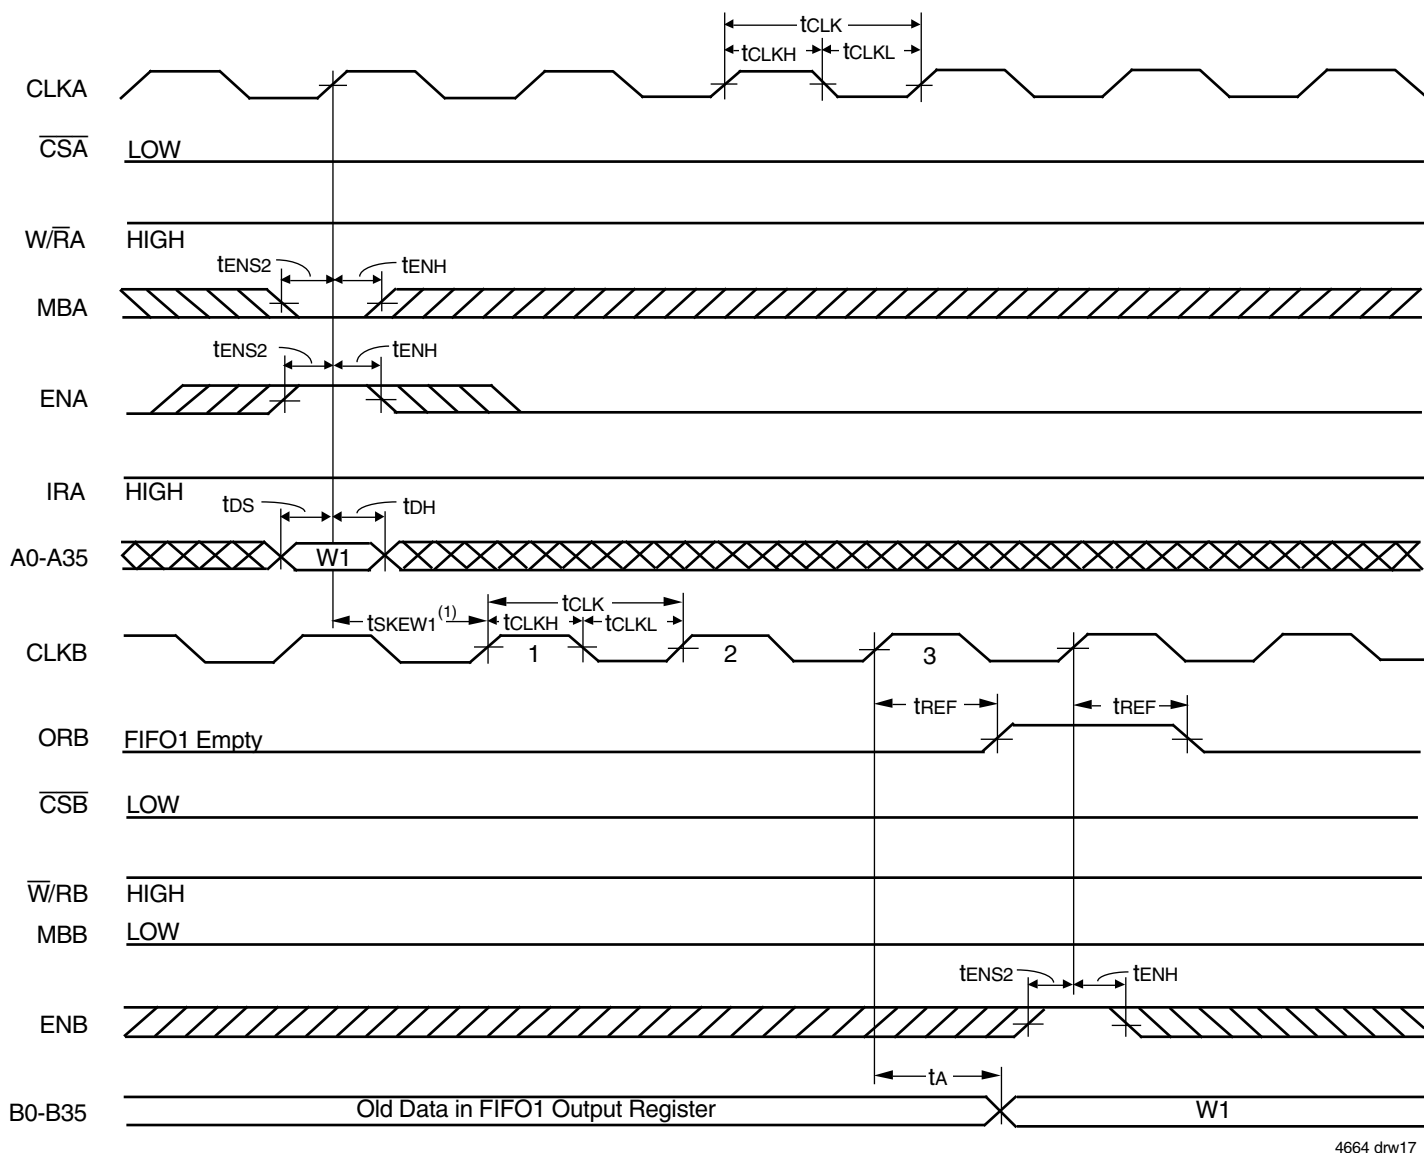 tCLK
tCLKH tCLKL
CLKA
CSA LOW
W/RA HIGH
tENS2 tENH
MBA
tENS2 tENH
ENA
IRA HIGH
tDS tDH
A0-A35 W1
tCLK
tSKEW1(1) tCLKH tCLKL
CLKB 1 2 3
tREF tREF
ORB FIFO1 Empty
CSB LOW
W/RB HIGH
MBB LOW
tENS2 tENH
ENB
tA
B0-B35 Old Data in FIFO1 Output Register W1
4664 drw17